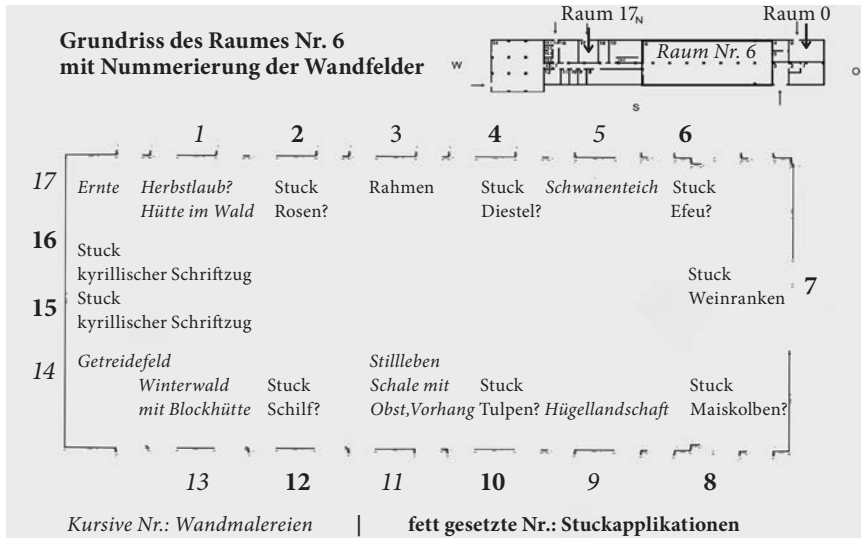 Grundriss des Raumes Nr. 6
mit Nummerierung der Wandfelder
Raum 17 N
Raum 0
Raum Nr. 6
W
O
S
1 2 3 4 5 6
17 Ernte
Herbstlaub?
Hütte im Wald
Stuck
Rosen?
Rahmen
Stuck
Diestel?
Schwanenteich
Stuck
Efeu?
16
Stuck
kyrillischer Schriftzug
15
Stuck
kyrillischer Schriftzug
Stuck
Weinranken
7
14
Getreidefeld
Winterwald
mit Blockhütte
Stuck
Schilf?
Stillleben
Schale mit
Obst,Vorhang
Stuck
Tulpen?
Hügellandschaft
Stuck
Maiskolben?
13 12 11 10 9 8
Kursive Nr.: Wandmalereien | fett gesetzte Nr.: Stuckapplikationen